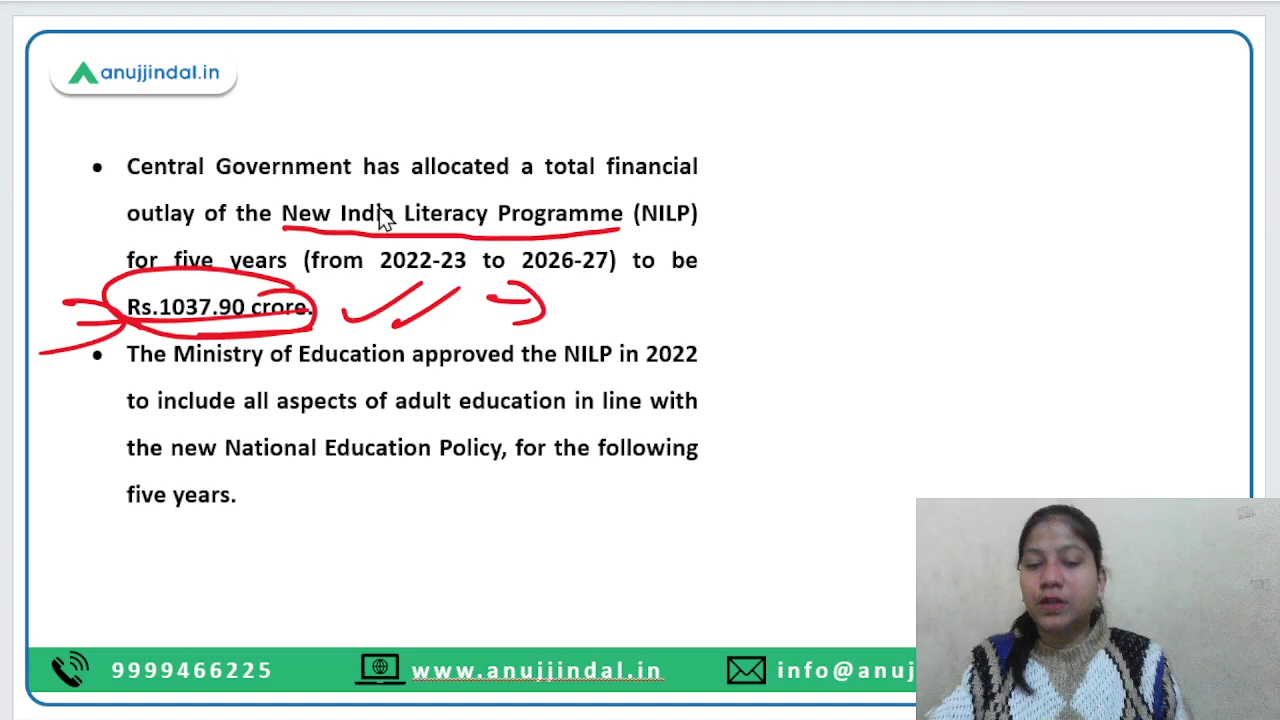 anujjindal.in
• Central Government has allocated a total financial
outlay of the New India Literacy Programme (NILP)
for five years (from 2022-23 to 2026-27) to be
Rs.1037.90 crore.
• The Ministry of Education approved the NILP in 2022
to include all aspects of adult education in line with
the new National Education Policy, for the following
five years.
9999466225 www.anujjindal.in info@anuj